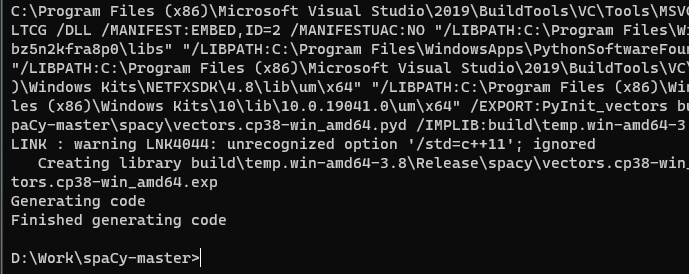 C:\Program Files (x86)\Microsoft Visual Studio\2019\BuildTools\VC\Tools\MSV
LTCG /DLL /MANIFEST:EMBED,ID=2 /MANIFESTUAC:NO "/LIBPATH:C:\Program Files\Wi
bz5n2kfra8p0\libs" "/LIBPATH:C:\Program Files\WindowsApps\PythonSoftwareFou
"/LIBPATH:C:\Program Files (x86)\Microsoft Visual Studio\2019\BuildTools\VC\
)\Windows Kits\NETFXSDK\4.8\lib\um\x64" "/LIBPATH:C:\Program Files (x86)\Win
les (x86)\Windows Kits\10\lib\10.0.19041.0\um\x64" /EXPORT:PyInit_vectors bu
paCy-master\spacy\vectors.cp38-win_amd64.pyd /IMPLIB:build\temp.win-amd64-3
LINK : warning LNK4044: unrecognized option '/std=c++11'; ignored
   Creating library build\temp.win-amd64-3.8\Release\spacy\vectors.cp38-win_
tors.cp38-win_amd64.exp
Generating code
Finished generating code
D:\Work\spaCy-master>